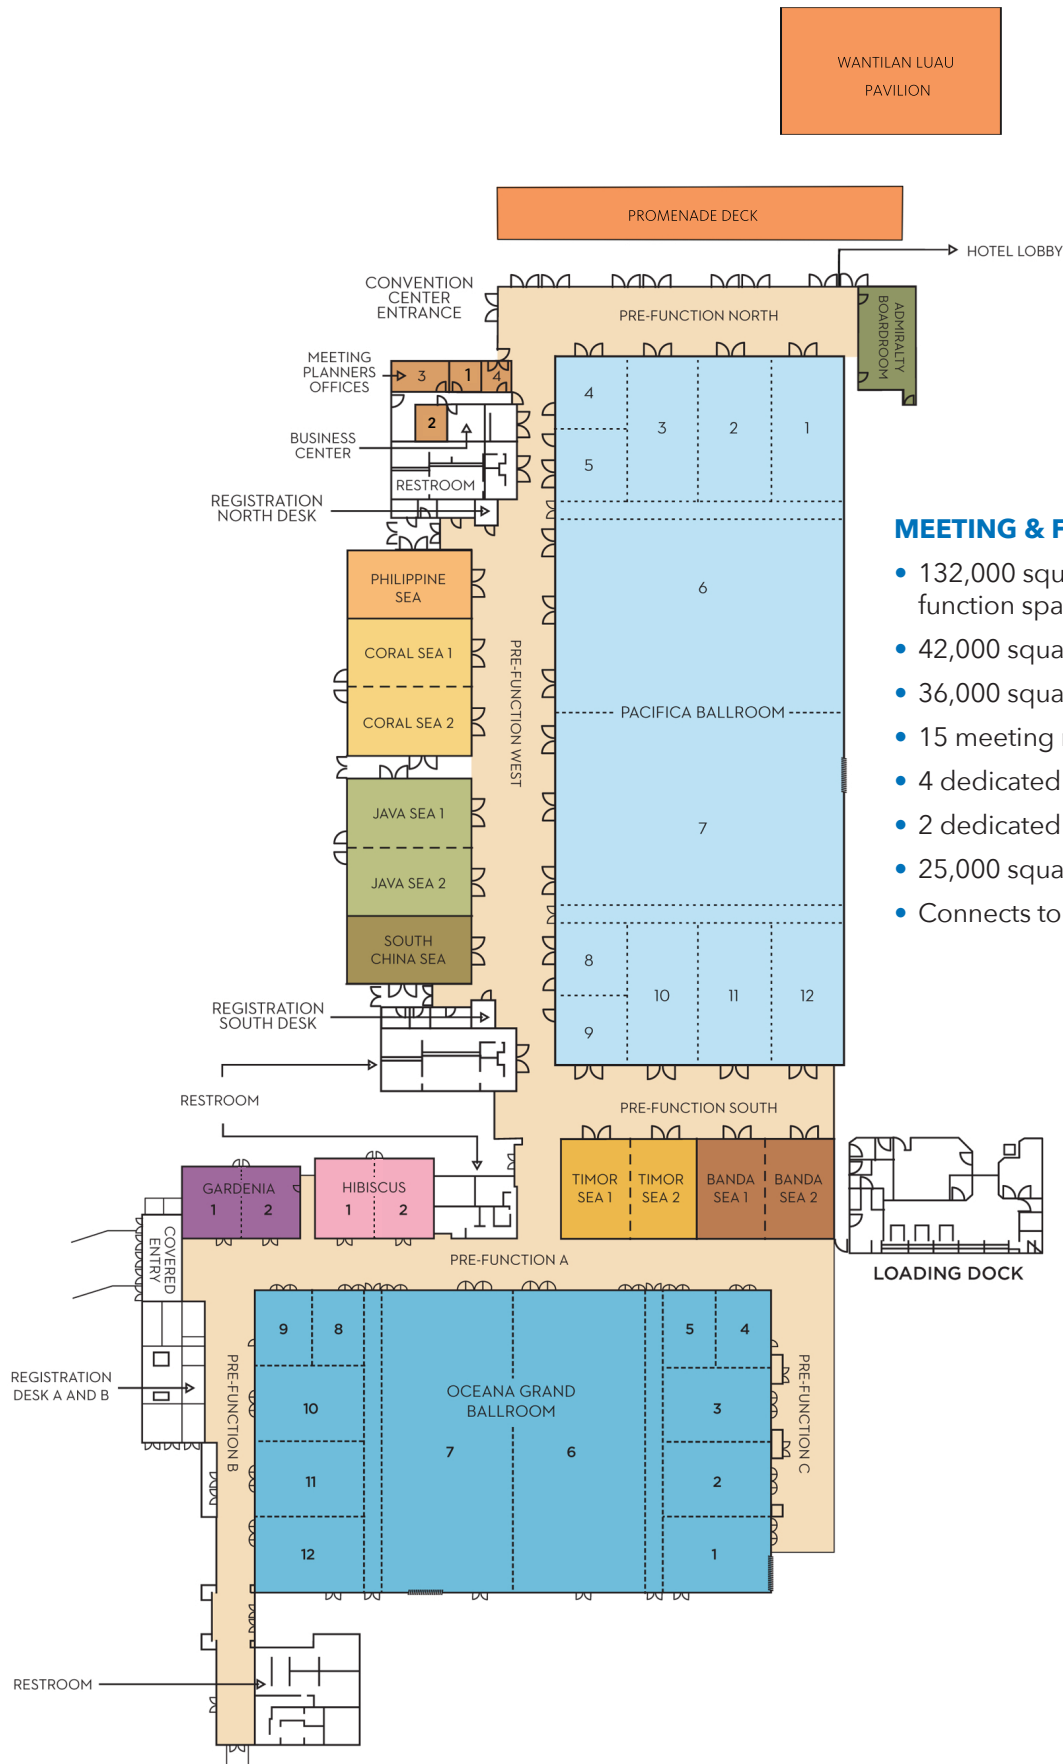 WANTILAN LUAU
PAVILION
PROMENADE DECK
HOTEL LOBBY
CONVENTION
CENTER
ENTRANCE
PRE-FUNCTION NORTH
ADMIRALTY
BOARDROOM
MEETING
PLANNERS
OFFICES
3
1
4
2
BUSINESS
CENTER
RESTROOM
REGISTRATION
NORTH DESK
4
3
2
1
5
6
PACIFICA BALLROOM
7
8
9
10
11
12
PHILIPPINE
SEA
CORAL SEA 1
CORAL SEA 2
PRE-FUNCTION WEST
JAVA SEA 1
JAVA SEA 2
SOUTH
CHINA SEA
REGISTRATION
SOUTH DESK
RESTROOM
MEETING & F
• 132,000 squ
function spa
• 42,000 squa
• 36,000 squa
• 15 meeting
• 4 dedicated
• 2 dedicated
• 25,000 squa
• Connects to
PRE-FUNCTION SOUTH
TIMOR
SEA 1
TIMOR
SEA 2
BANDA
SEA 1
BANDA
SEA 2
LOADING DOCK
GARDENIA
1 2
HIBISCUS
1 2
COVERED
ENTRY
PRE-FUNCTION A
REGISTRATION
DESK A AND B
PRE-FUNCTION B
9
8
10
11
12
OCEANA GRAND
BALLROOM
7
6
5
4
3
2
1
PRE-FUNCTION C
RESTROOM